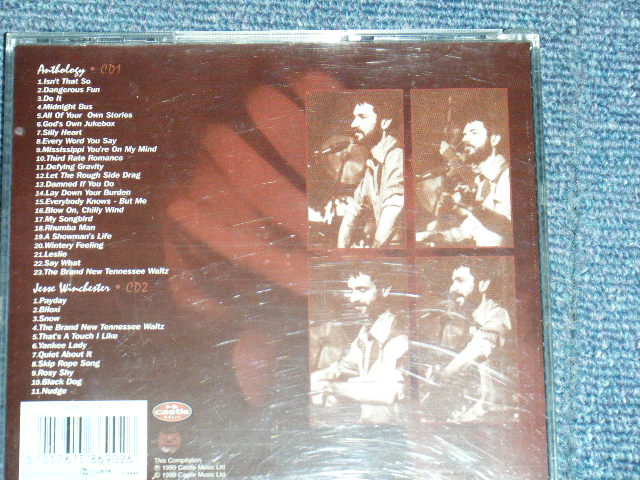 Anthology • CD1
1.Isn't That So
2.Dangerous Fun
3.Do It
4.Midnight Bus
5.All Of Your Own Stories
6.God's Own Jukebox
7.Silly Heart
8.Every Word You Say
9.Mississippi You're On My Mind
10.Third Rate Romance
11.Defying Gravity
12.Let The Rough Side Drag
13.Damned If You Do
14.Lay Down Your Burden
15.Everybody Knows - But Me
16.Blow On, Chilly Wind
17.My Songbird
18.Rhumba Man
19.A Showman's Life
20.Wintery Feeling
21.Leslie
22.Say What
23.The Brand New Tennessee Waltz
Jesse Winchester • CD2
1.Payday
2.Biloxi
3.Snow
4.The Brand New Tennessee Waltz
5.That's A Touch I Like
6.Yankee Lady
7.Quiet About It
8.Skip Rope Song
9.Rosy Shy
10.Black Dog
11.Nudge
Castle
MUSIC
This Compilation
℗ 1999 Castle Music Ltd
© 1999 Castle Music Ltd